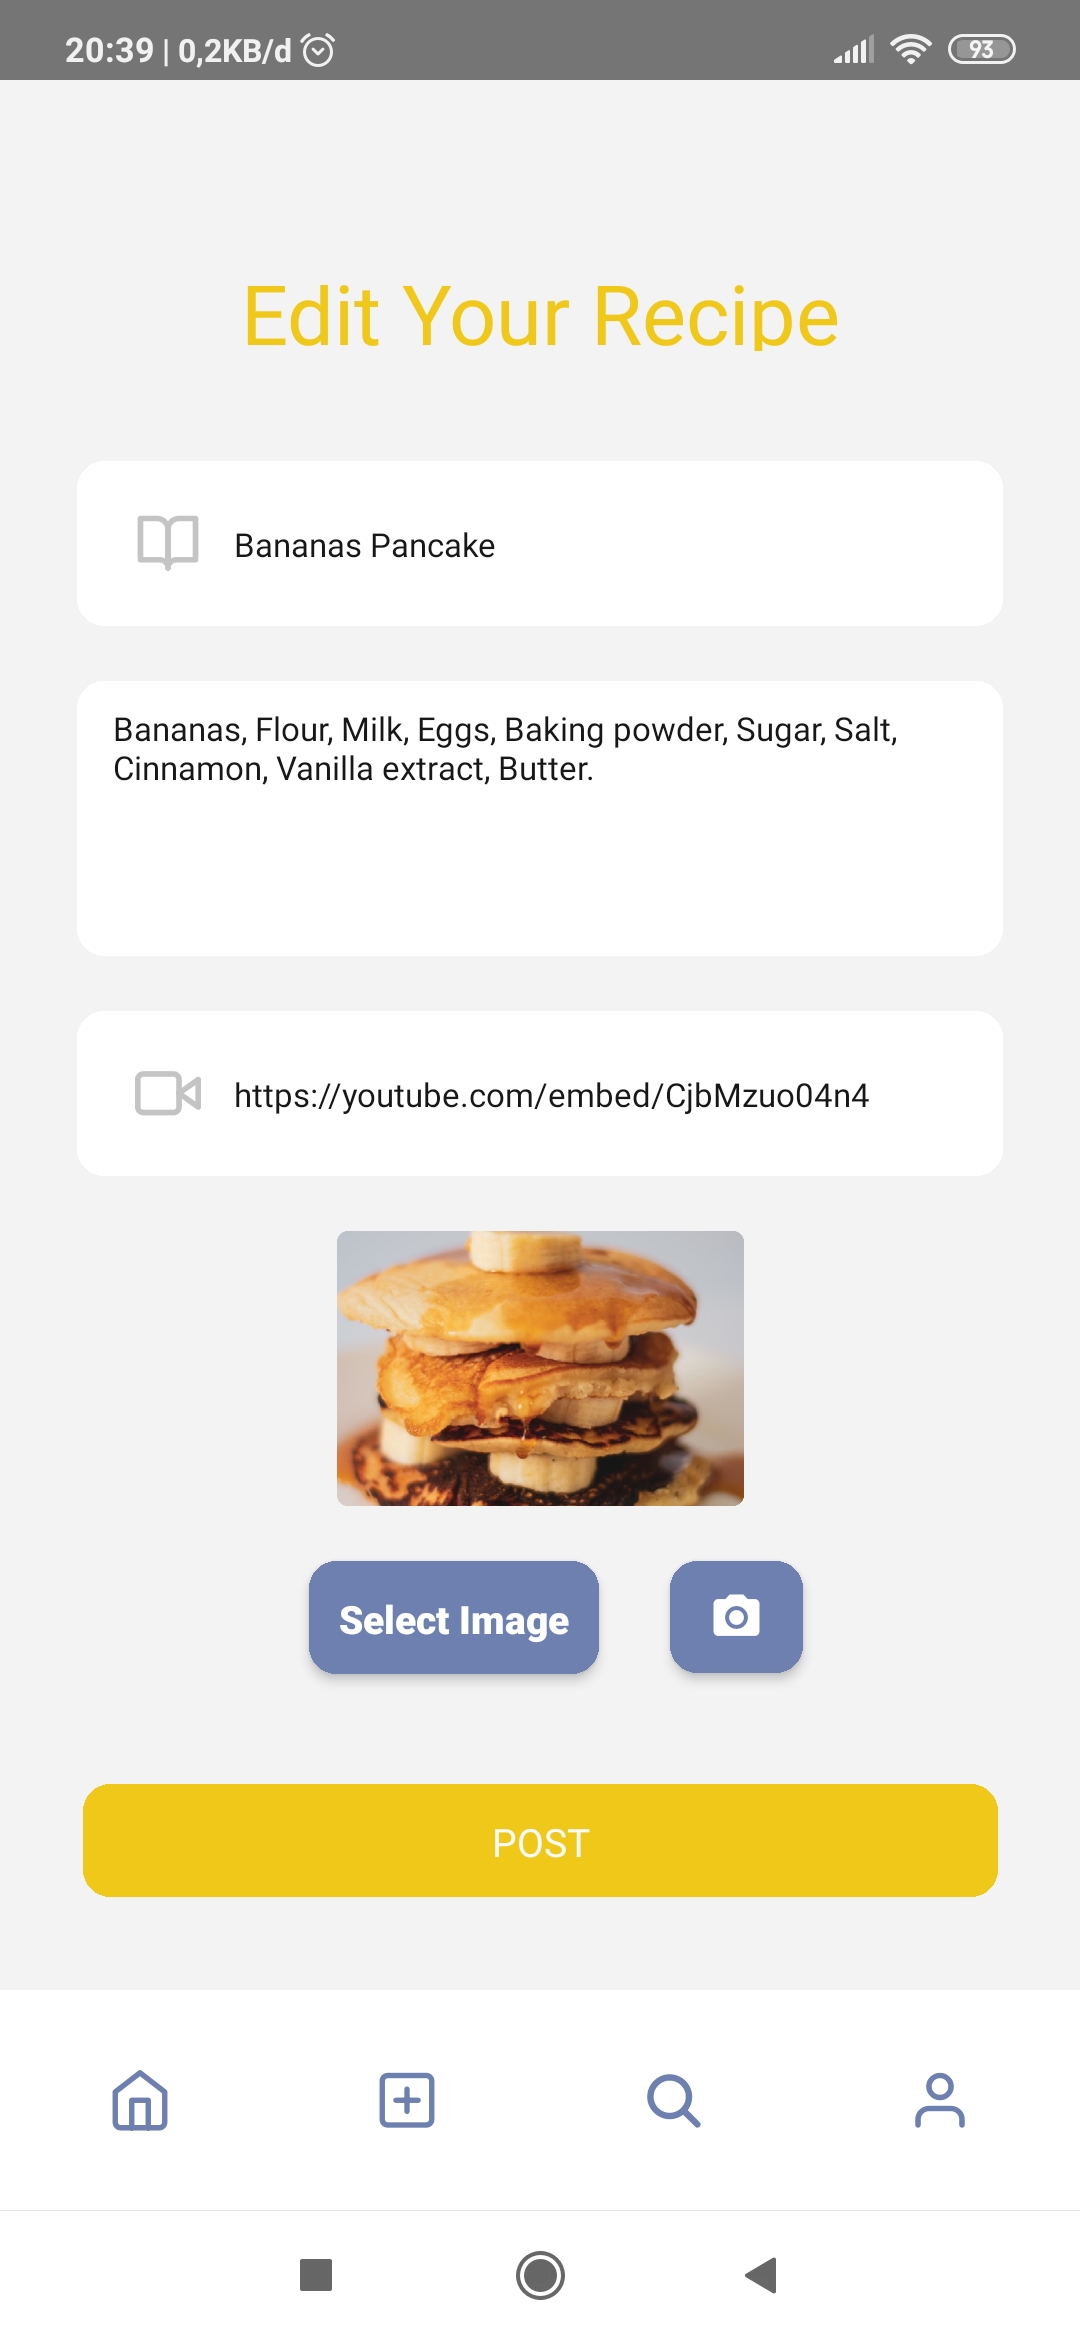 20:39 | 0,2KB/d
93
Edit Your Recipe
Bananas Pancake
Bananas, Flour, Milk, Eggs, Baking powder, Sugar, Salt,
Cinnamon, Vanilla extract, Butter.
https://youtube.com/embed/CjbMzuo04n4
Select Image
POST